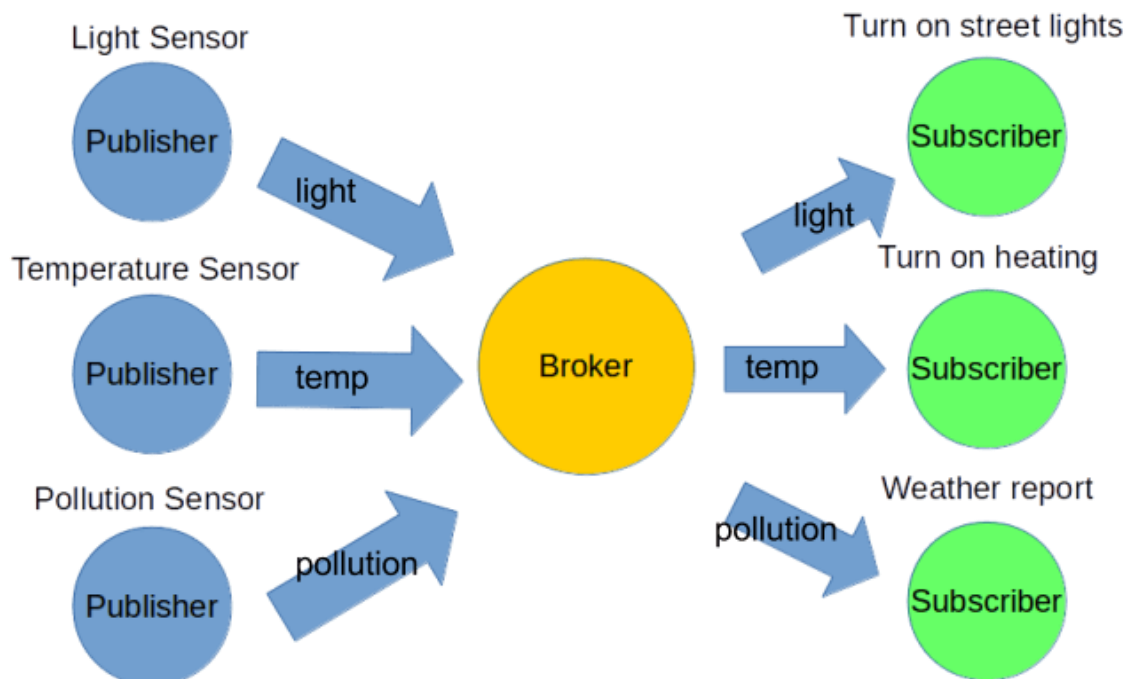 Light Sensor
Publisher
light
Temperature Sensor
Publisher
temp
Pollution Sensor
Publisher
pollution
Broker
Turn on street lights
Subscriber
light
Turn on heating
Subscriber
temp
Weather report
Subscriber
pollution